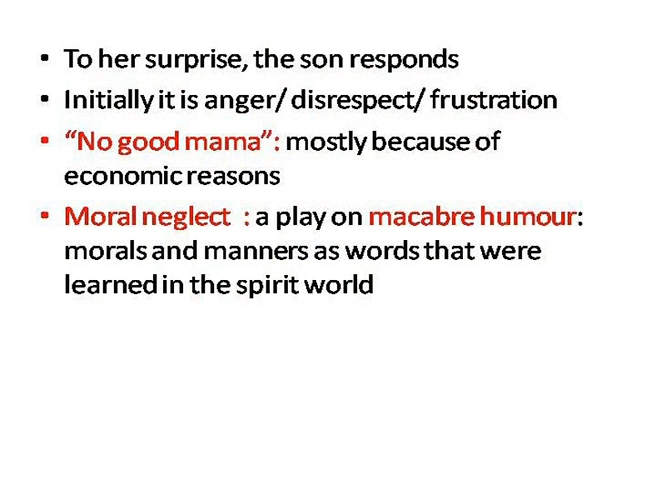 • To her surprise, the son responds
• Initially it is anger/ disrespect/ frustration
• “No good mama”: mostly because of
economic reasons
• Moral neglect : a play on macabre humour:
morals and manners as words that were
learned in the spirit world